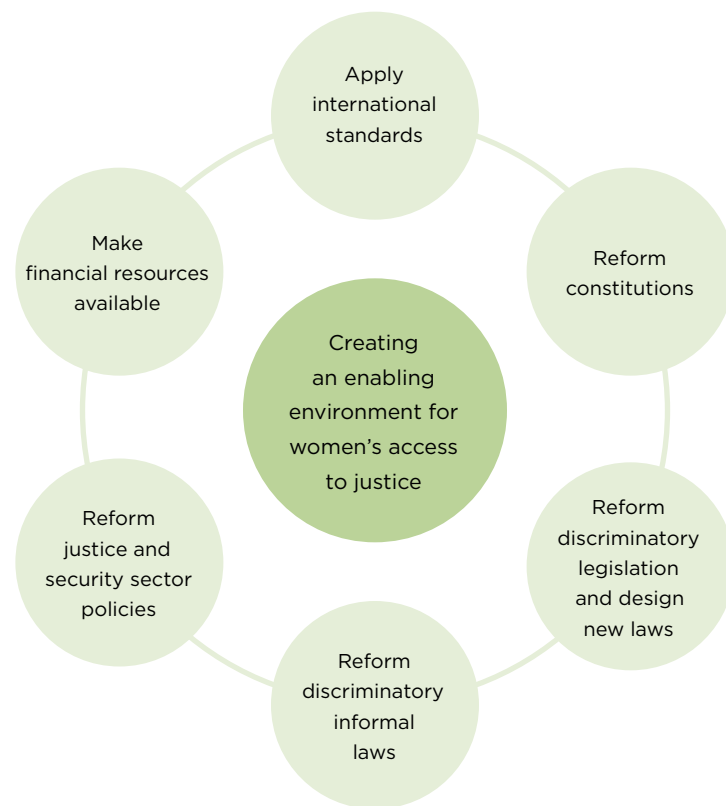 Apply
international
standards
Reform
constitutions
Reform
discriminatory
legislation
and design
new laws
Reform
discriminatory
informal
laws
Reform
justice and
security sector
policies
Make
financial resources
available
Creating
an enabling
environment for
women’s access
to justice